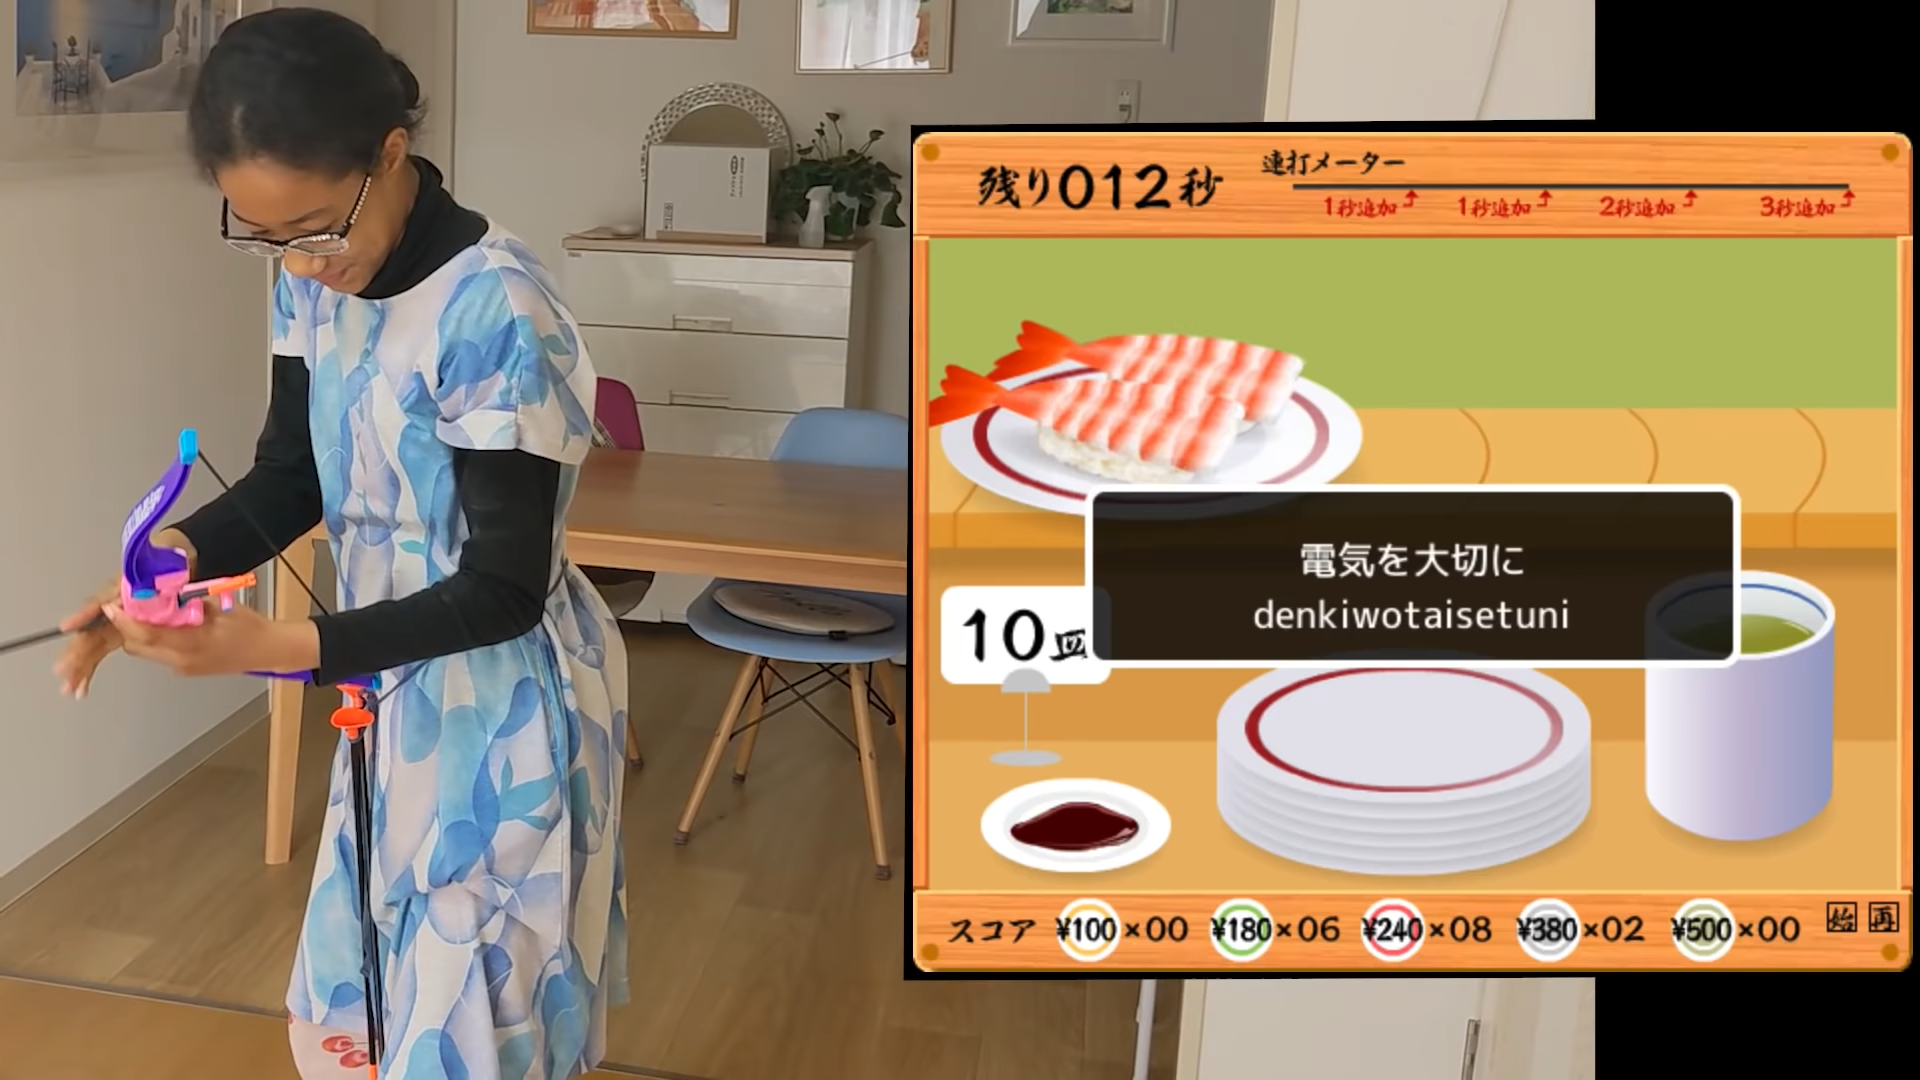 残り012秒
連打メーター
1秒追加 1秒追加 2秒追加 3秒追加
電気を大切に
denkiwotaisetuni
10皿
スコア ¥100×00 ¥180×06 ¥240×08 ¥380×02 ¥500×00 始 再